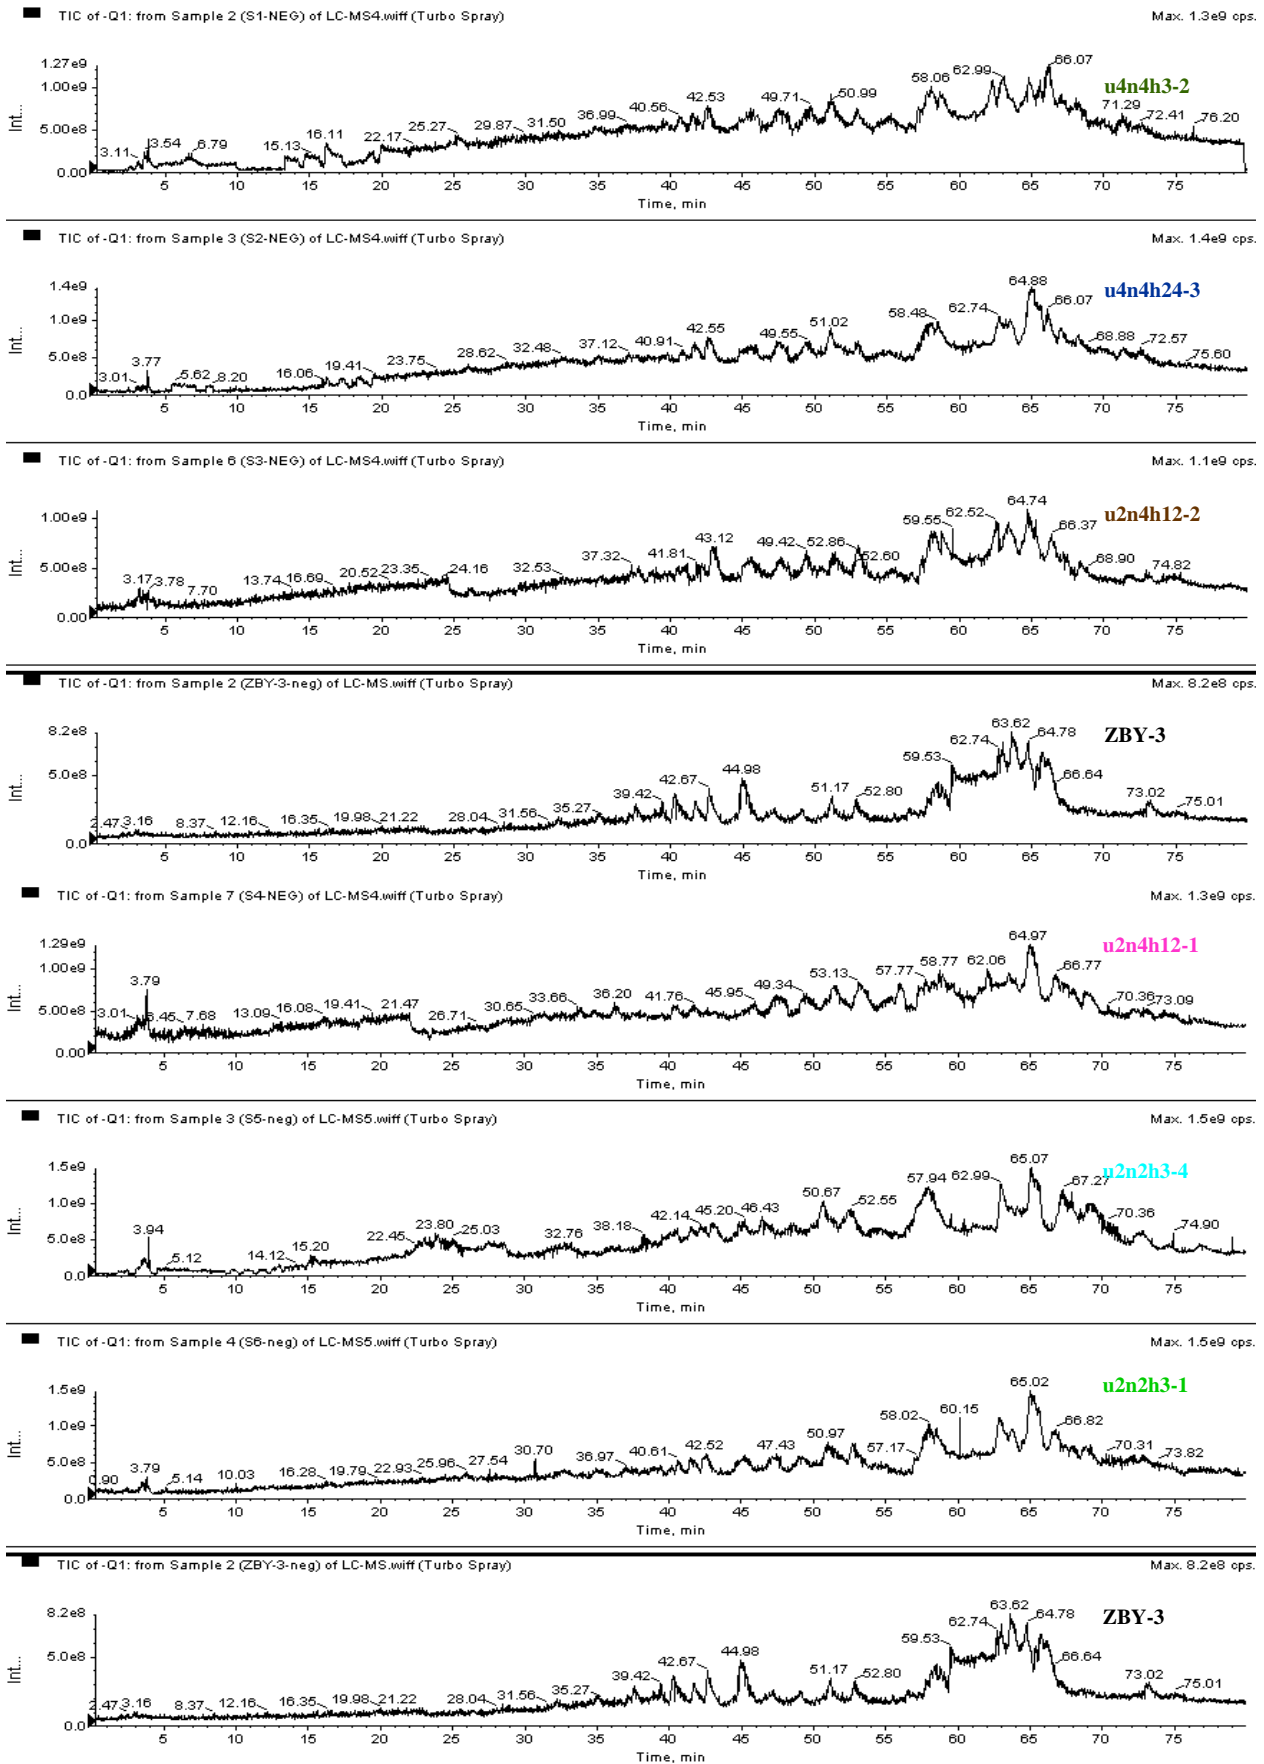 TIC of -Q1: from Sample 2 (S1-NEG) of LC-MS4.wiff (Turbo Spray) Max. 1.3e9 cps.
1.27e9 1.00e9 5.00e8 0.00
Int...
3.11 3.54 6.79 15.13 16.11 22.17 25.27 29.87 31.50 36.99 40.56 42.53 49.71 50.99 58.06 62.99 66.07 71.29 72.41 76.20
u4n4h3-2
5 10 15 20 25 30 35 40 45 50 55 60 65 70 75
Time, min
TIC of -Q1: from Sample 3 (S2-NEG) of LC-MS4.wiff (Turbo Spray) Max. 1.4e9 cps.
1.4e9 1.0e9 5.0e8 0.0
Int...
3.01 3.77 5.62 8.20 16.06 19.41 23.75 28.62 32.48 37.12 40.91 42.55 49.55 51.02 58.48 62.74 64.88 66.07 68.88 72.57 75.60
u4n4h24-3
5 10 15 20 25 30 35 40 45 50 55 60 65 70 75
Time, min
TIC of -Q1: from Sample 6 (S3-NEG) of LC-MS4.wiff (Turbo Spray) Max. 1.1e9 cps.
1.00e9 5.00e8 0.00
Int...
3.17 3.78 7.70 13.74 16.69 20.52 23.35 24.16 32.53 37.32 41.81 43.12 49.42 52.86 52.60 59.55 62.52 64.74 66.37 68.90 74.82
u2n4h12-2
5 10 15 20 25 30 35 40 45 50 55 60 65 70 75
Time, min
TIC of -Q1: from Sample 2 (ZBY-3-neg) of LC-MS.wiff (Turbo Spray) Max. 8.2e8 cps.
8.2e8 5.0e8 0.0
Int...
2.47 3.16 8.37 12.16 16.35 19.98 21.22 28.04 31.56 35.27 39.42 42.67 44.98 51.17 52.80 59.53 62.74 63.62 64.78 66.64 73.02 75.01
ZBY-3
5 10 15 20 25 30 35 40 45 50 55 60 65 70 75
Time, min
TIC of -Q1: from Sample 7 (S4-NEG) of LC-MS4.wiff (Turbo Spray) Max. 1.3e9 cps.
1.29e9 1.00e9 5.00e8 0.00
Int...
3.01 3.79 7.68 13.09 16.08 19.41 21.47 26.71 30.65 33.66 36.20 41.76 45.95 49.34 53.13 57.77 58.77 62.06 64.97 66.77 70.36 73.09
u2n4h12-1
5 10 15 20 25 30 35 40 45 50 55 60 65 70 75
Time, min
TIC of -Q1: from Sample 3 (S5-neg) of LC-MS5.wiff (Turbo Spray) Max. 1.5e9 cps.
1.5e9 1.0e9 5.0e8 0.0
Int...
3.94 5.12 14.12 15.20 22.45 23.80 25.03 32.76 38.18 42.14 45.20 46.43 50.67 52.55 57.94 62.99 65.07 67.27 70.36 74.90
u2n2h3-4
5 10 15 20 25 30 35 40 45 50 55 60 65 70 75
Time, min
TIC of -Q1: from Sample 4 (S6-neg) of LC-MS5.wiff (Turbo Spray) Max. 1.5e9 cps.
1.5e9 1.0e9 5.0e8 0.0
Int...
0.90 3.79 5.14 10.03 16.28 19.79 22.93 25.96 27.54 30.70 36.97 40.61 42.52 47.43 50.97 57.17 58.02 60.15 65.02 66.82 70.31 73.82
u2n2h3-1
5 10 15 20 25 30 35 40 45 50 55 60 65 70 75
Time, min
TIC of -Q1: from Sample 2 (ZBY-3-neg) of LC-MS.wiff (Turbo Spray) Max. 8.2e8 cps.
8.2e8 5.0e8 0.0
Int...
2.47 3.16 8.37 12.16 16.35 19.98 21.22 28.04 31.56 35.27 39.42 42.67 44.98 51.17 52.80 59.53 62.74 63.62 64.78 66.64 73.02 75.01
ZBY-3
5 10 15 20 25 30 35 40 45 50 55 60 65 70 75
Time, min